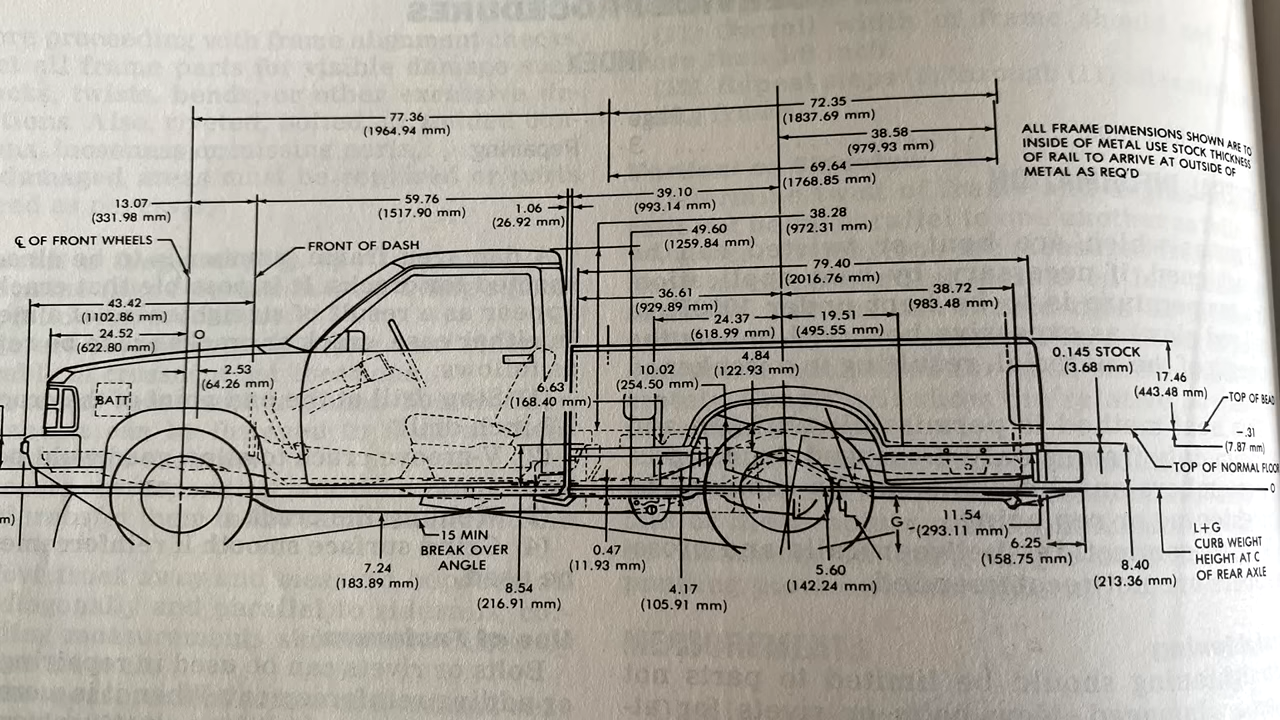 72.35
(1837.69 mm)
77.36
(1964.94 mm)
38.58
(979.93 mm)
ALL FRAME DIMENSIONS SHOWN ARE TO
INSIDE OF METAL USE STOCK THICKNESS
OF RAIL TO ARRIVE AT OUTSIDE OF
METAL AS REQ'D
69.64
(1768.85 mm)
13.07
(331.98 mm)
59.76
(1517.90 mm)
1.06
(26.92 mm)
39.10
(993.14 mm)
38.28
(972.31 mm)
49.60
(1259.84 mm)
℄ OF FRONT WHEELS
FRONT OF DASH
79.40
(2016.76 mm)
43.42
(1102.86 mm)
36.61
(929.89 mm)
38.72
(983.48 mm)
24.52
(622.80 mm)
O
24.37
(618.99 mm)
19.51
(495.55 mm)
2.53
(64.26 mm)
4.84
(122.93 mm)
0.145 STOCK
(3.68 mm)
10.02
(254.50 mm)
6.63
(168.40 mm)
17.46
(443.48 mm)
BATT
TOP OF BEAD
-.31
(7.87 mm)
TOP OF NORMAL FLOOR
O
mm)
G
11.54
(293.11 mm)
15 MIN
BREAK OVER
ANGLE
6.25
(158.75 mm)
L+G
CURB WEIGHT
HEIGHT AT C
OF REAR AXLE
0.47
(11.93 mm)
7.24
(183.89 mm)
8.54
(216.91 mm)
4.17
(105.91 mm)
5.60
(142.24 mm)
8.40
(213.36 mm)